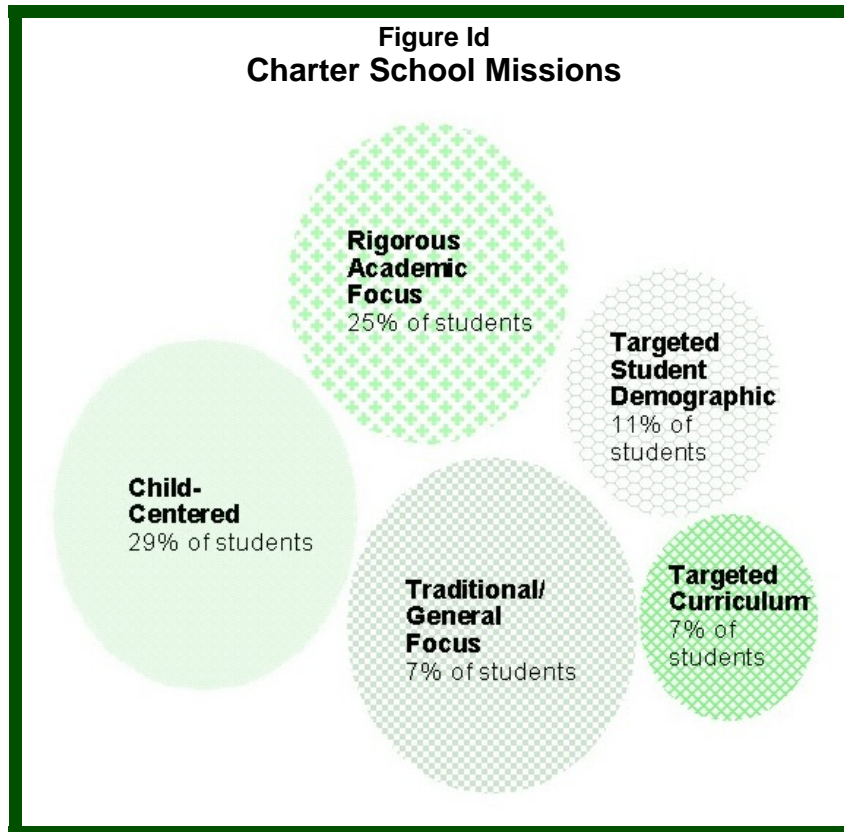 Figure Id
Charter School Missions
Rigorous
Academic
Focus
25% of students
Targeted
Student
Demographic
11% of
students
Child-
Centered
29% of students
Traditional/
General
Focus
7% of students
Targeted
Curriculum
7% of
students